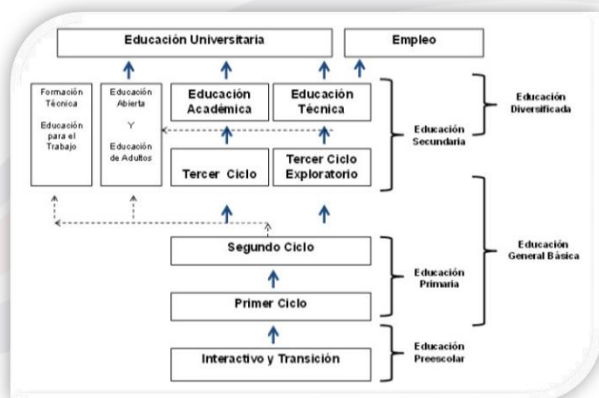 Educación Universitaria
Empleo
Formación
Técnica
Educación
para el
Trabajo
Educación
Abierta
Y
Educación
de Adultos
Educación
Académica
Educación
Técnica
Educación
Diversificada
Educación
Secundaria
Tercer Ciclo
Tercer Ciclo
Exploratorio
Segundo Ciclo
Educación
General Básica
Educación
Primaria
Primer Ciclo
Educación
Preescolar
Interactivo y Transición